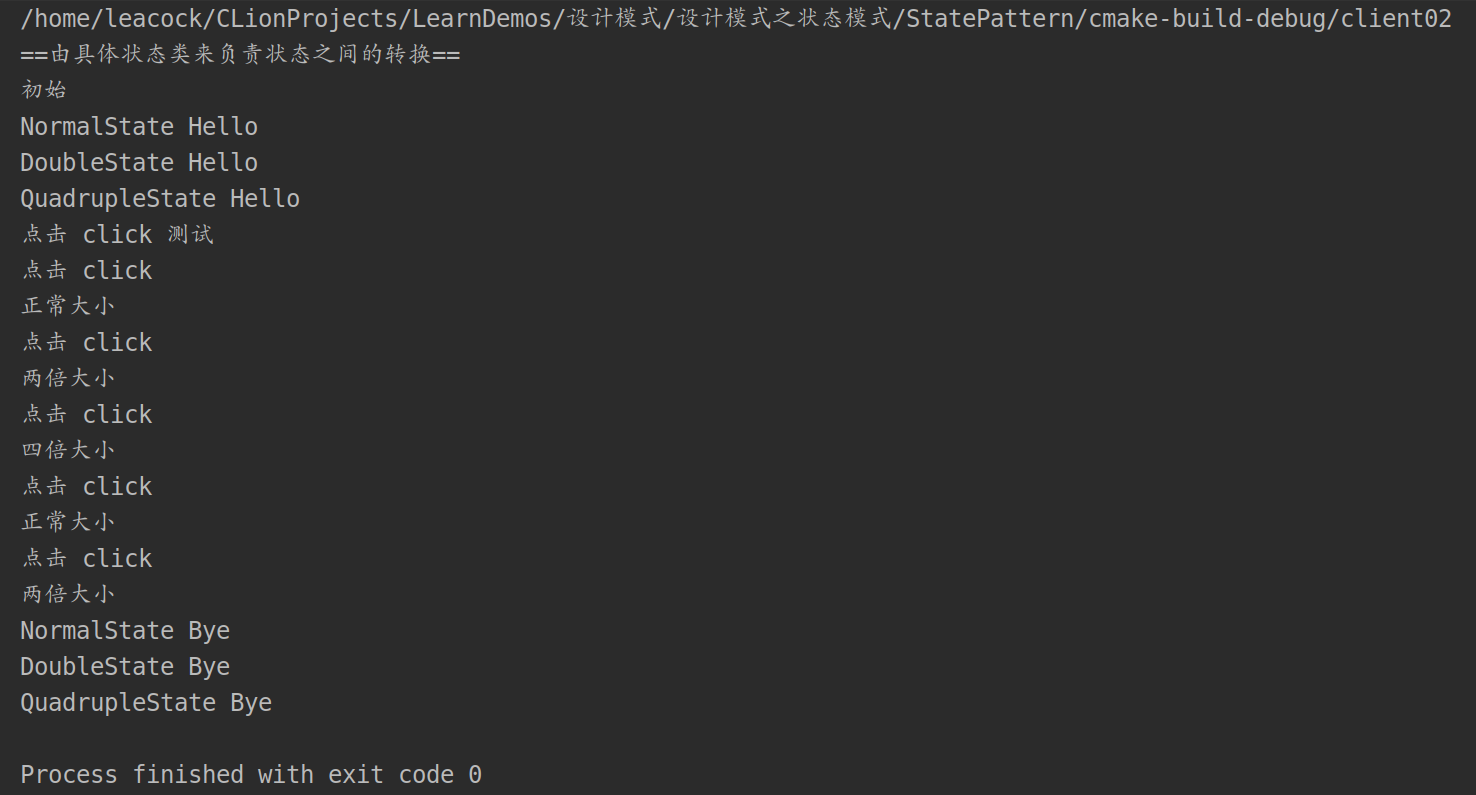 /home/leacock/CLionProjects/LearnDemos/设计模式/设计模式之状态模式/StatePattern/cmake-build-debug/client02
==由具体状态类来负责状态之间的转换==
初始
NormalState Hello
DoubleState Hello
QuadrupleState Hello
点击 click 测试
点击 click
正常大小
点击 click
两倍大小
点击 click
四倍大小
点击 click
正常大小
点击 click
两倍大小
NormalState Bye
DoubleState Bye
QuadrupleState Bye
Process finished with exit code 0